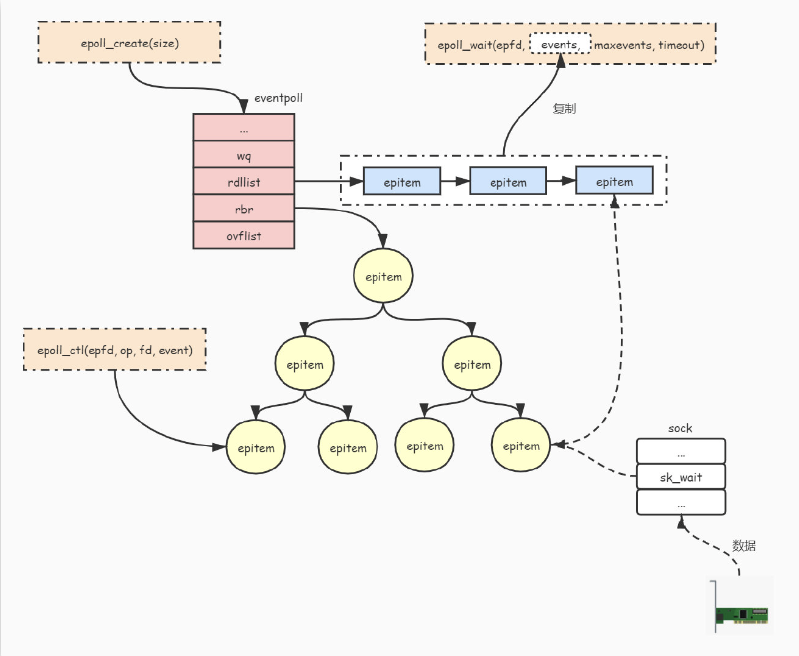 epoll_create(size)
epoll_wait(epfd, events, maxevents, timeout)
eventpoll
复制
...
wq
rdllist
epitem
epitem
epitem
rbr
ovflist
epitem
epoll_ctl(epfd, op, fd, event)
epitem
epitem
epitem
epitem
epitem
epitem
sock
...
sk_wait
...
数据